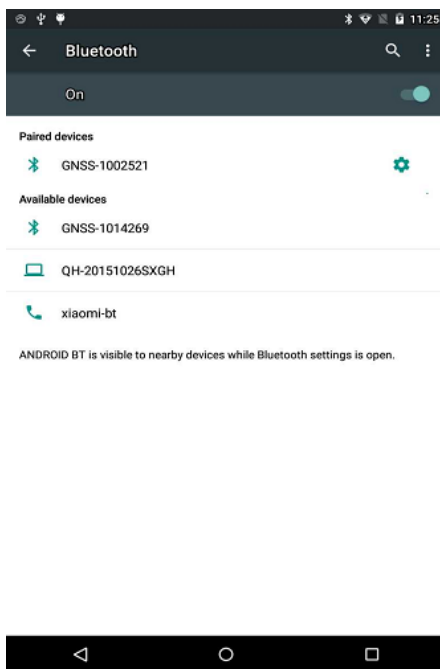 11:25
Bluetooth
On
Paired devices
GNSS-1002521
Available devices
GNSS-1014269
QH-20151026SXGH
xiaomi-bt
ANDROID BT is visible to nearby devices while Bluetooth settings is open.